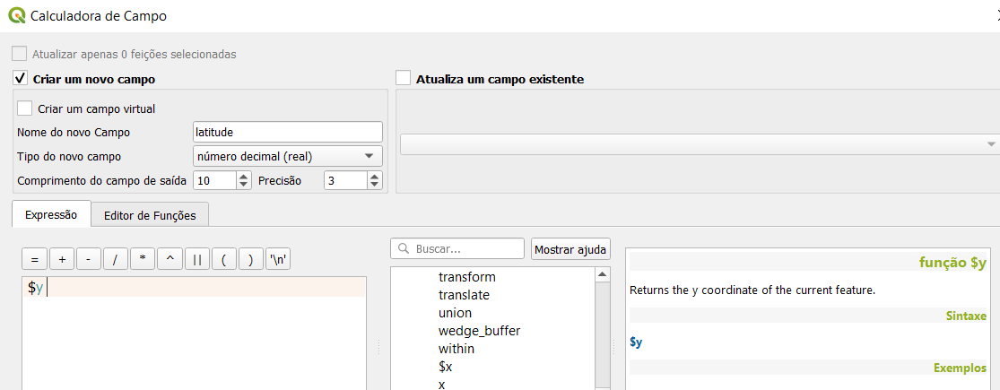 Calculadora de Campo
Atualizar apenas 0 feições selecionadas
Criar um novo campo
Atualiza um campo existente
Criar um campo virtual
Nome do novo Campo latitude
Tipo do novo campo número decimal (real)
Comprimento do campo de saída 10 Precisão 3
Expressão Editor de Funções
Buscar... Mostrar ajuda
= + - / * ^ || ( ) '\n'
$y
transform
translate
union
wedge_buffer
within
$x
x
função $y
Returns the y coordinate of the current feature.
Sintaxe
$y
Exemplos